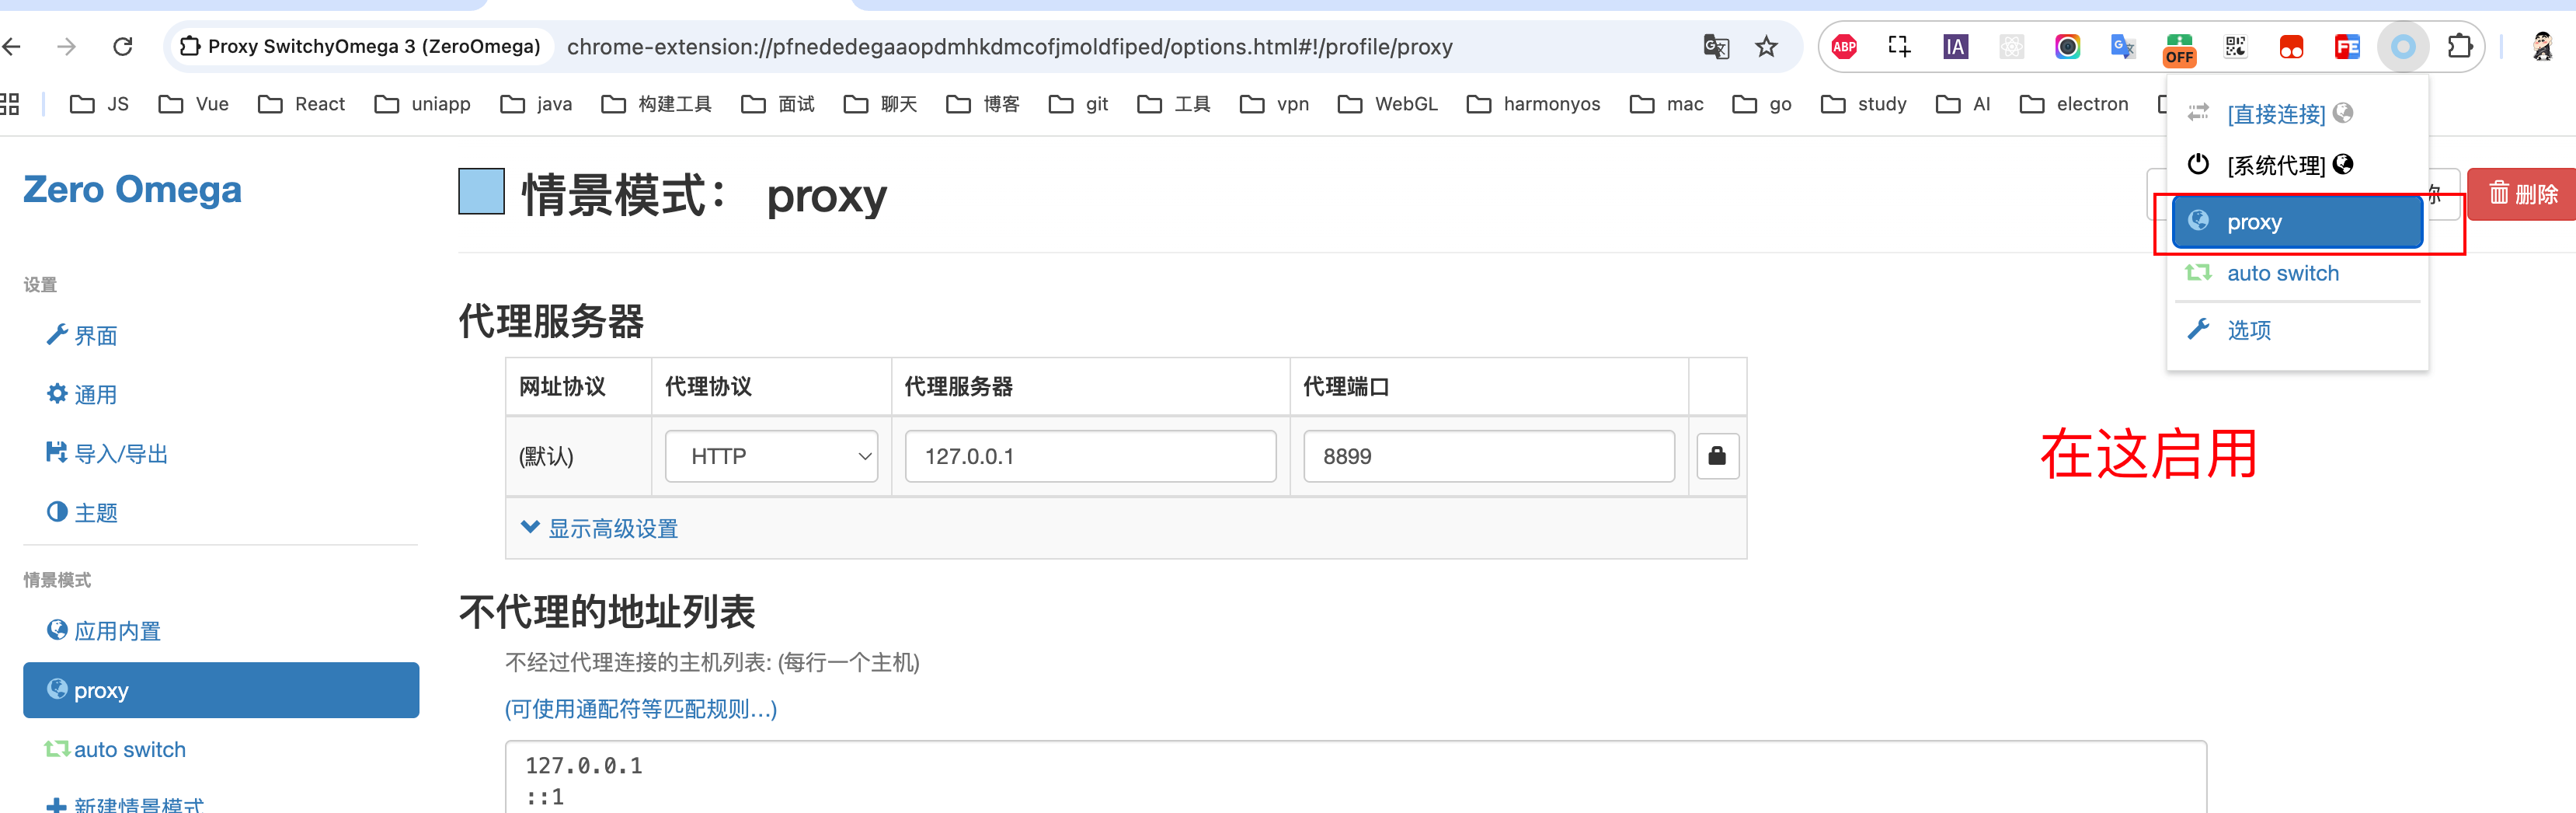 Proxy SwitchyOmega 3 (ZeroOmega)
chrome-extension://pfnededegaaopdmhkdmcofjmoldfiped/options.html#!/profile/proxy
ABP
IA
OFF
FE
JS
Vue
React
uniapp
java
构建工具
面试
聊天
博客
git
工具
vpn
WebGL
harmonyos
mac
go
study
AI
electron
[直接连接]
[系统代理]
proxy
auto switch
选项
删除
在这启用
Zero Omega
设置
界面
通用
导入/导出
主题
情景模式
应用内置
proxy
auto switch
新建情景模式
情景模式： proxy
代理服务器
网址协议 代理协议 代理服务器 代理端口
(默认) HTTP 127.0.0.1 8899
显示高级设置
不代理的地址列表
不经过代理连接的主机列表: (每行一个主机)
(可使用通配符等匹配规则...)
127.0.0.1
::1